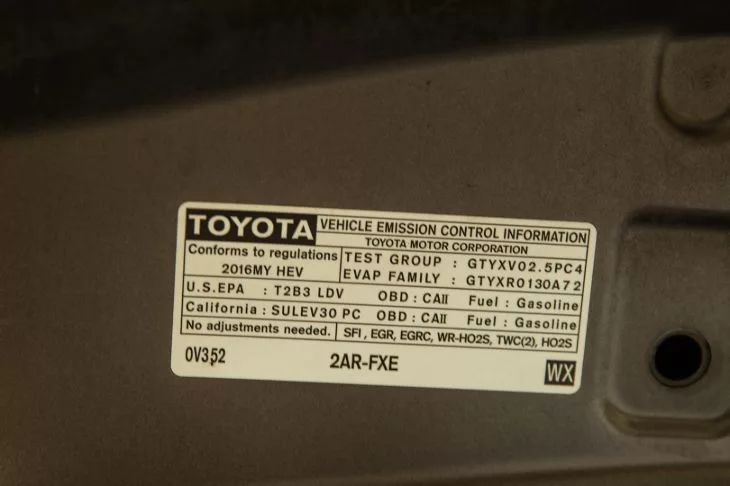 TOYOTA VEHICLE EMISSION CONTROL INFORMATION
TOYOTA MOTOR CORPORATION
Conforms to regulations
2016MY HEV
TEST GROUP : GTYXV02.5PC4
EVAP FAMILY : GTYXR0130A72
U.S.EPA : T2B3 LDV OBD : CAII Fuel : Gasoline
California : SULEV30 PC OBD : CAII Fuel : Gasoline
No adjustments needed. SFI, EGR, EGRC, WR-HO2S, TWC(2), HO2S
0V352 2AR-FXE WX